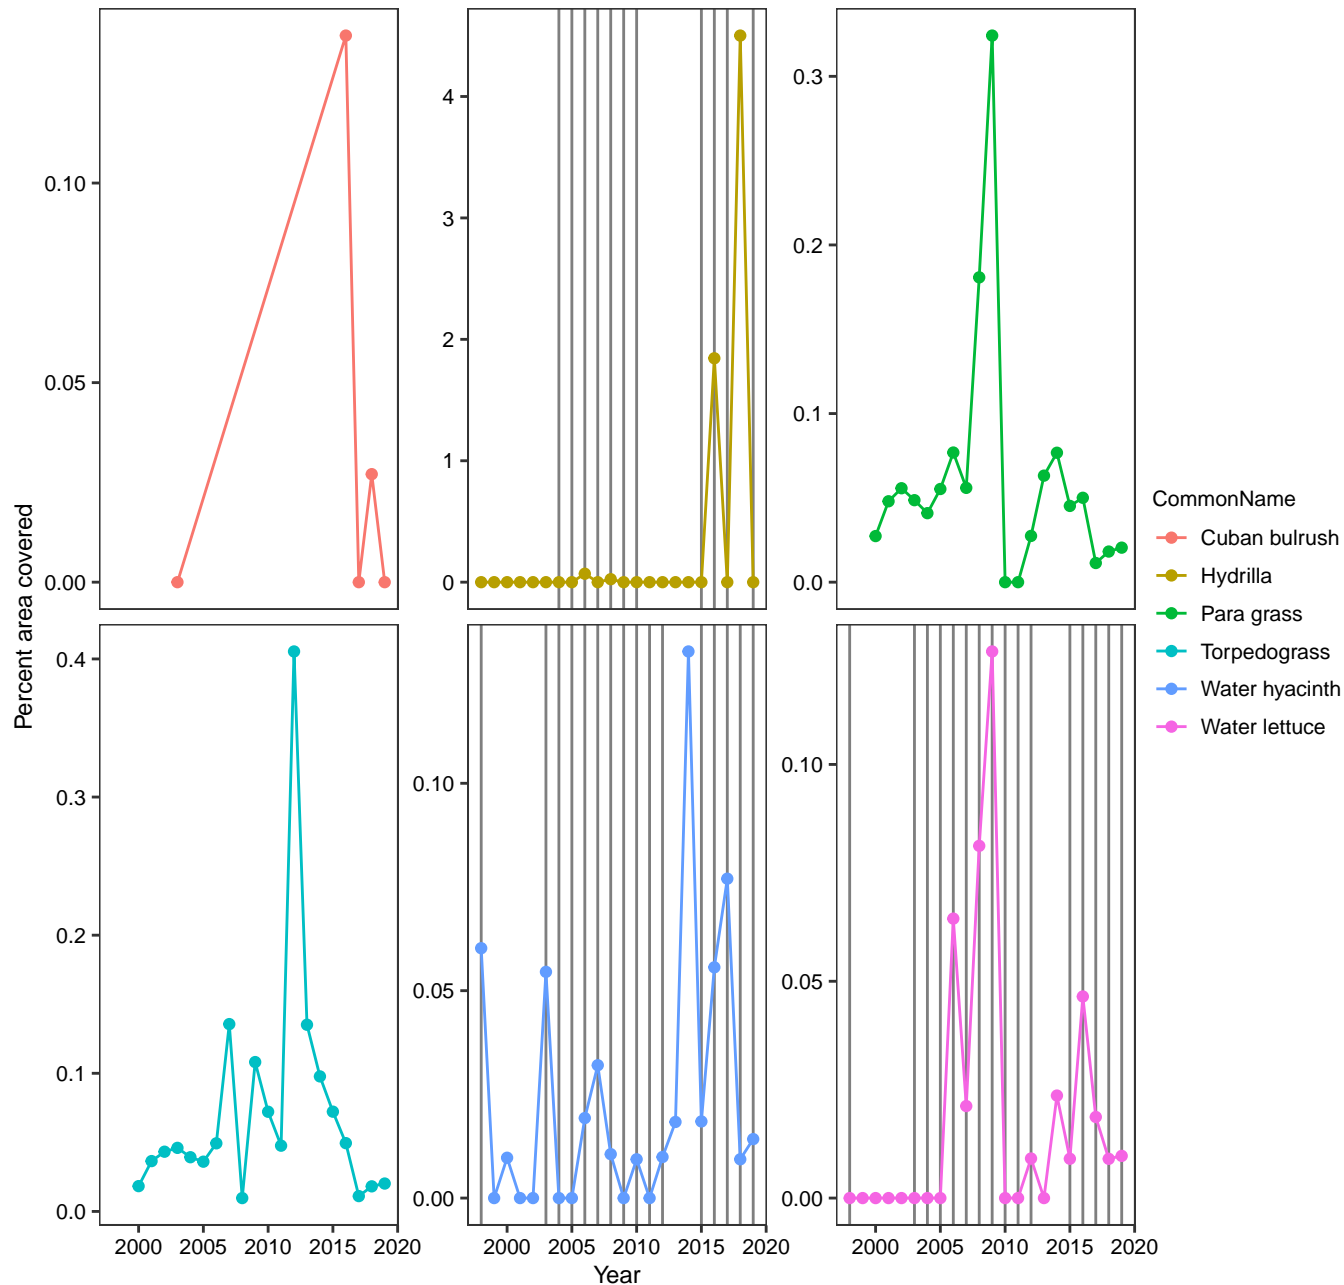 0.10
0.05
0.00
4
3
2
1
0
0.3
0.2
0.1
0.0
Percent area covered
0.4
0.3
0.2
0.1
0.0
0.10
0.05
0.00
0.10
0.05
0.00
2000 2005 2010 2015 2020
2000 2005 2010 2015 2020
2000 2005 2010 2015 2020
Year
CommonName
Cuban bulrush
Hydrilla
Para grass
Torpedograss
Water hyacinth
Water lettuce